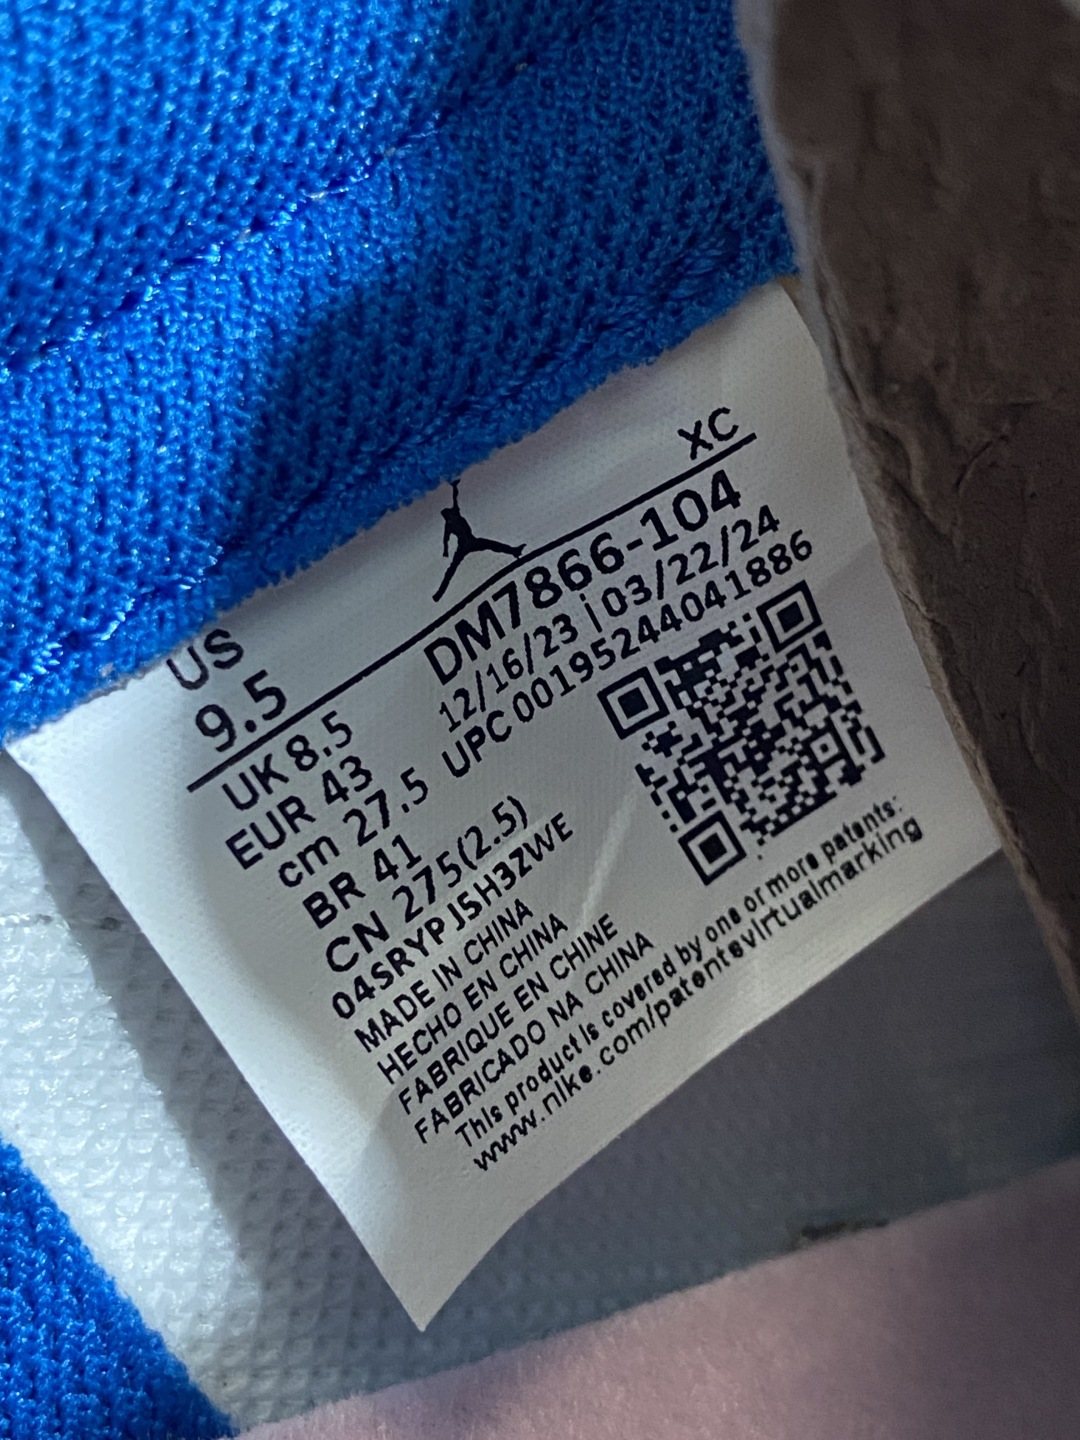 XC
US
9.5
DM7866-104
12/16/23 | 03/22/24
UPC 00195244041886
UK 8.5
EUR 43
cm 27.5
BR 41
CN 275(2.5)
04SRYPJ5H3ZWE
MADE IN CHINA
HECHO EN CHINA
FABRIQUE EN CHINE
FABRICADO NA CHINA
This product is covered by one or more patents:
www.nike.com/patentsvirtualmarking